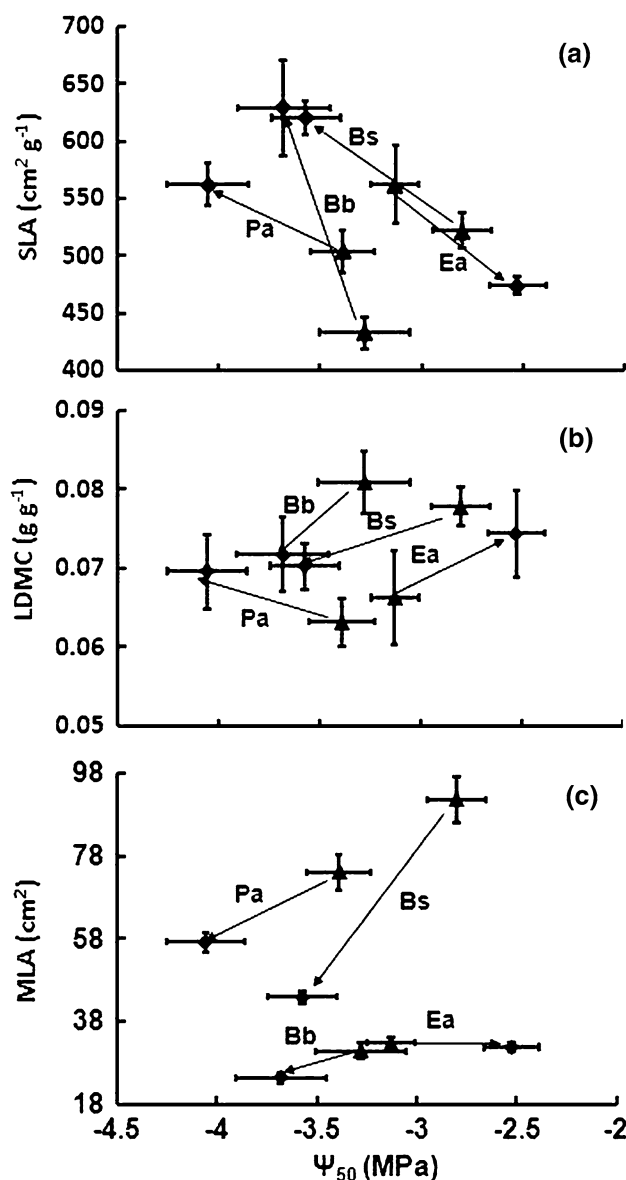 (a)
700
650
600
550
500
450
400
SLA (cm² g⁻¹)
Bs
Bb
Pa
Ea
(b)
0.09
0.08
0.07
0.06
0.05
LDMC (g g⁻¹)
Bb
Bs
Ea
Pa
(c)
98
78
58
38
18
MLA (cm²)
Pa
Bs
Ea
Bb
-4.5 -4 -3.5 -3 -2.5 -2
Ψ₅₀ (MPa)